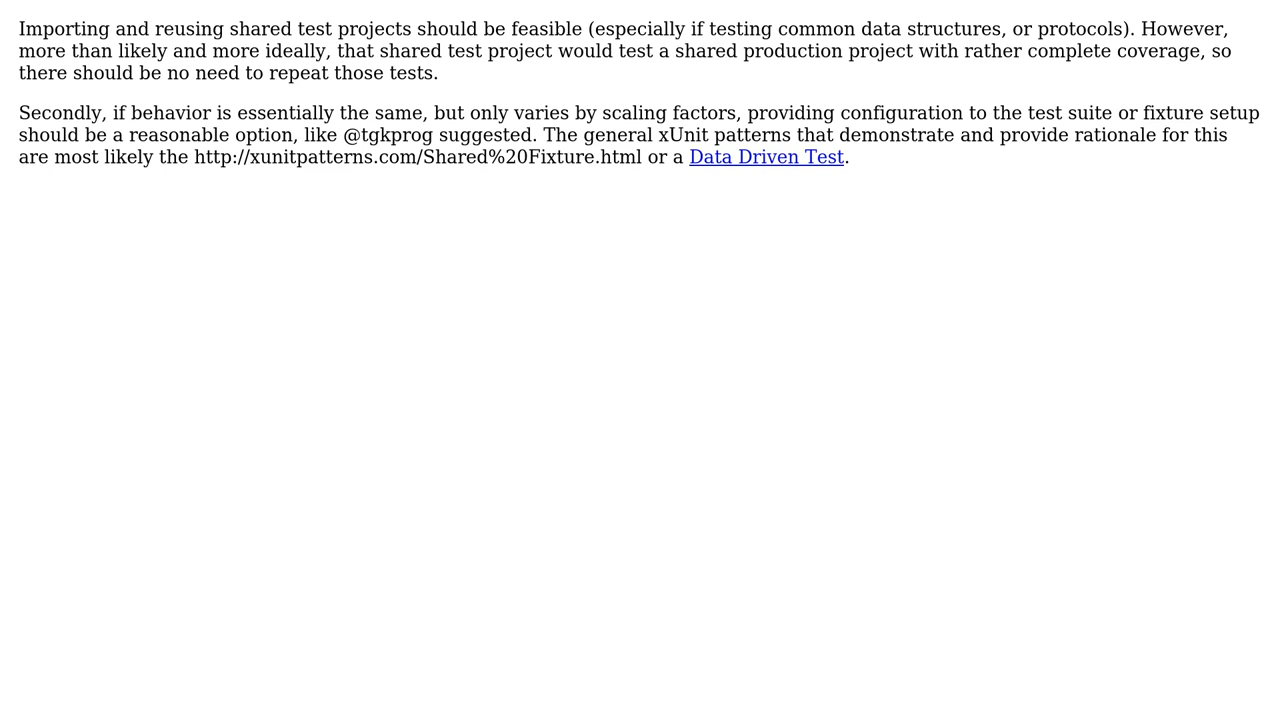 Importing and reusing shared test projects should be feasible (especially if testing common data structures, or protocols). However,
more than likely and more ideally, that shared test project would test a shared production project with rather complete coverage, so
there should be no need to repeat those tests.
Secondly, if behavior is essentially the same, but only varies by scaling factors, providing configuration to the test suite or fixture setup
should be a reasonable option, like @tgkprog suggested. The general xUnit patterns that demonstrate and provide rationale for this
are most likely the http://xunitpatterns.com/Shared%20Fixture.html or a Data Driven Test.